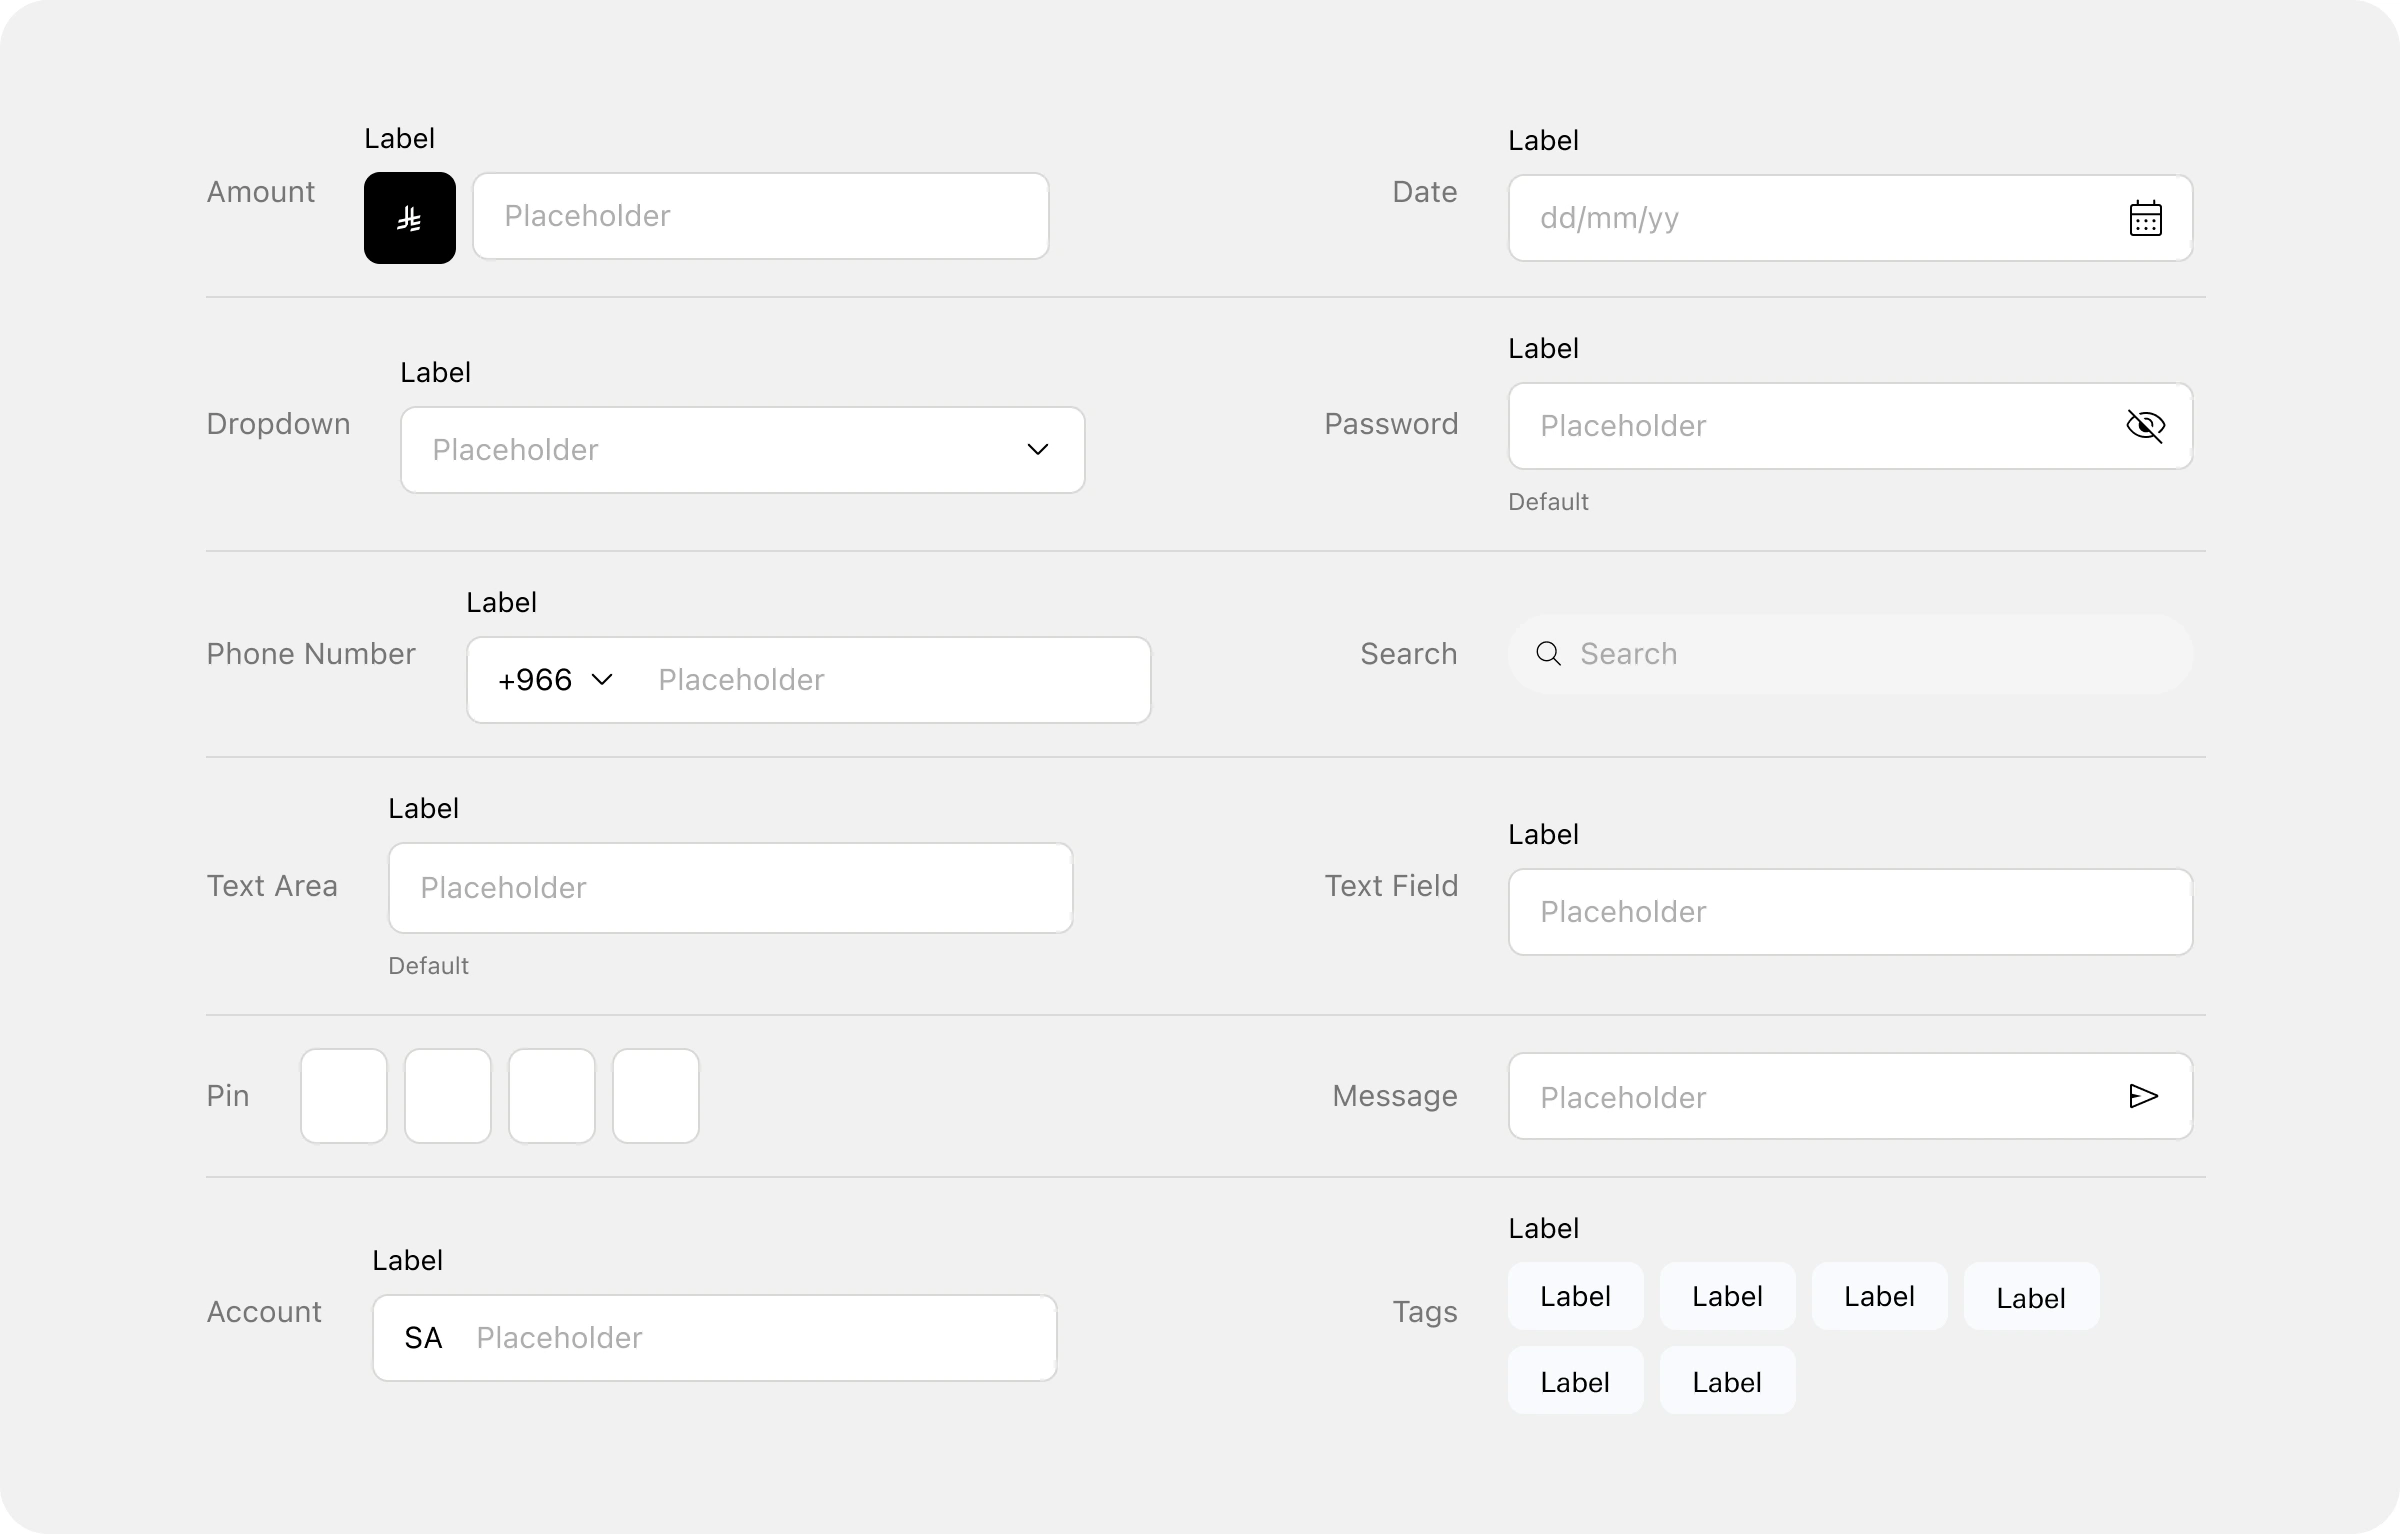 Label
Amount
Placeholder
Label
Date
dd/mm/yy
Label
Dropdown
Placeholder
Label
Password
Placeholder
Default
Label
Phone Number
+966
Placeholder
Search
Search
Label
Text Area
Placeholder
Default
Label
Text Field
Placeholder
Pin
Message
Placeholder
Label
Account
SA
Placeholder
Label
Tags
Label
Label
Label
Label
Label
Label